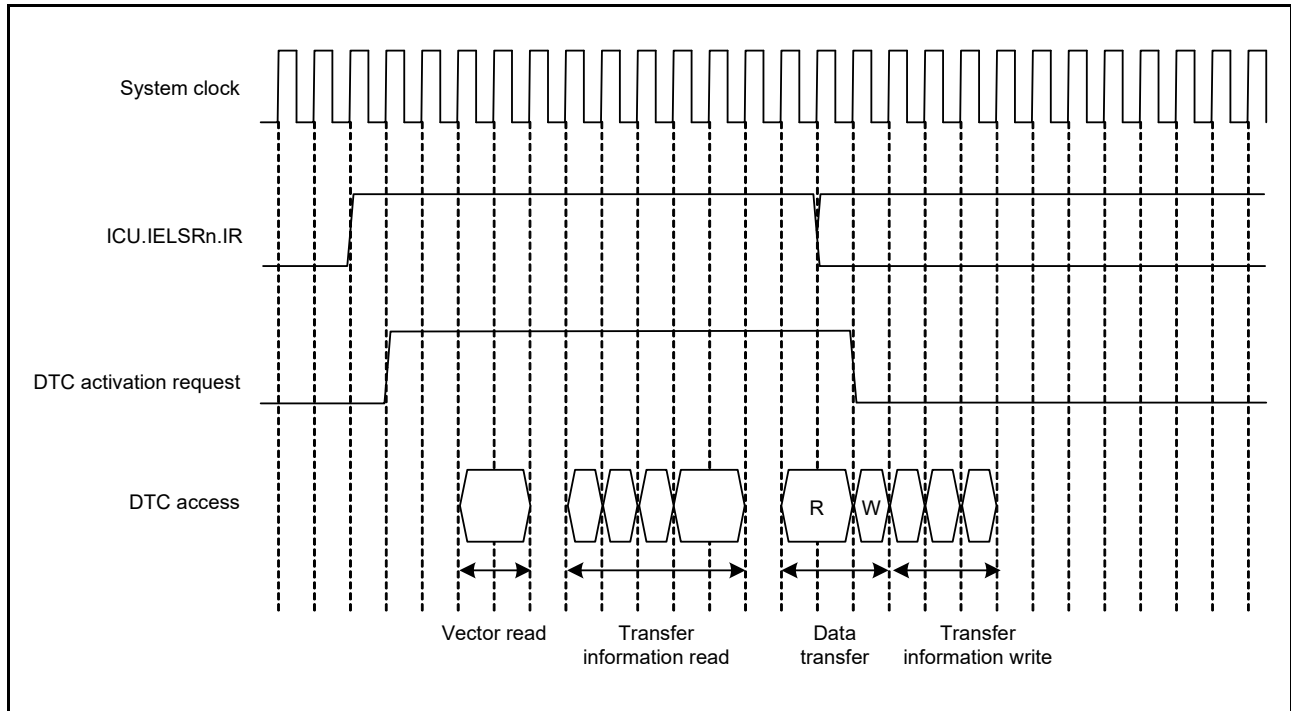 System clock
ICU.IELSRn.IR
DTC activation request
DTC access
R
W
Vector read
Transfer
information read
Data
transfer
Transfer
information write